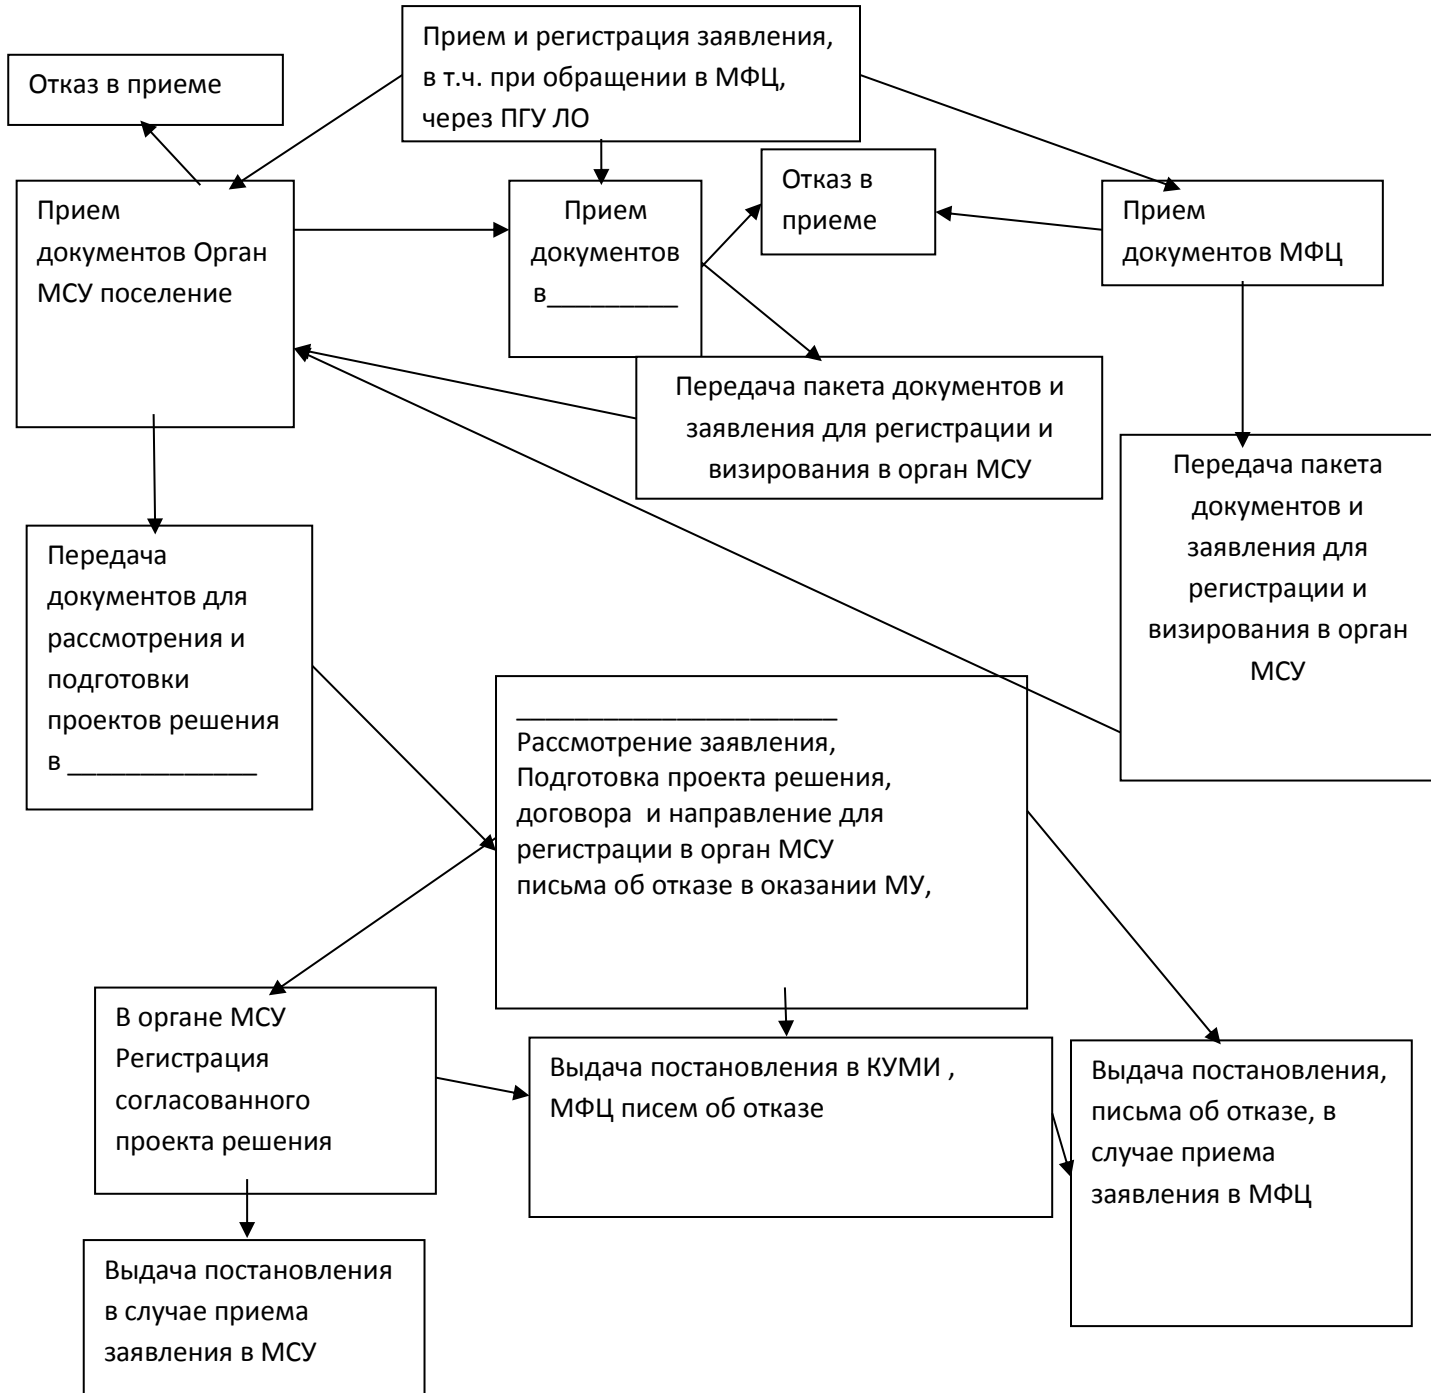 Прием и регистрация заявления,
в т.ч. при обращении в МФЦ,
через ПГУ ЛО
Отказ в приеме
Прием
документов Орган
МСУ поселение
Прием
документов
в_________
Отказ в
приеме
Прием
документов МФЦ
Передача пакета документов и
заявления для регистрации и
визирования в орган МСУ
Передача пакета
документов и
заявления для
регистрации и
визирования в орган
МСУ
Передача
документов для
рассмотрения и
подготовки
проектов решения
в _____________
______________________
Рассмотрение заявления,
Подготовка проекта решения,
договора  и направление для
регистрации в орган МСУ
письма об отказе в оказании МУ,
В органе МСУ
Регистрация
согласованного
проекта решения
Выдача постановления в КУМИ ,
МФЦ писем об отказе
Выдача постановления,
письма об отказе, в
случае приема
заявления в МФЦ
Выдача постановления
в случае приема
заявления в МСУ